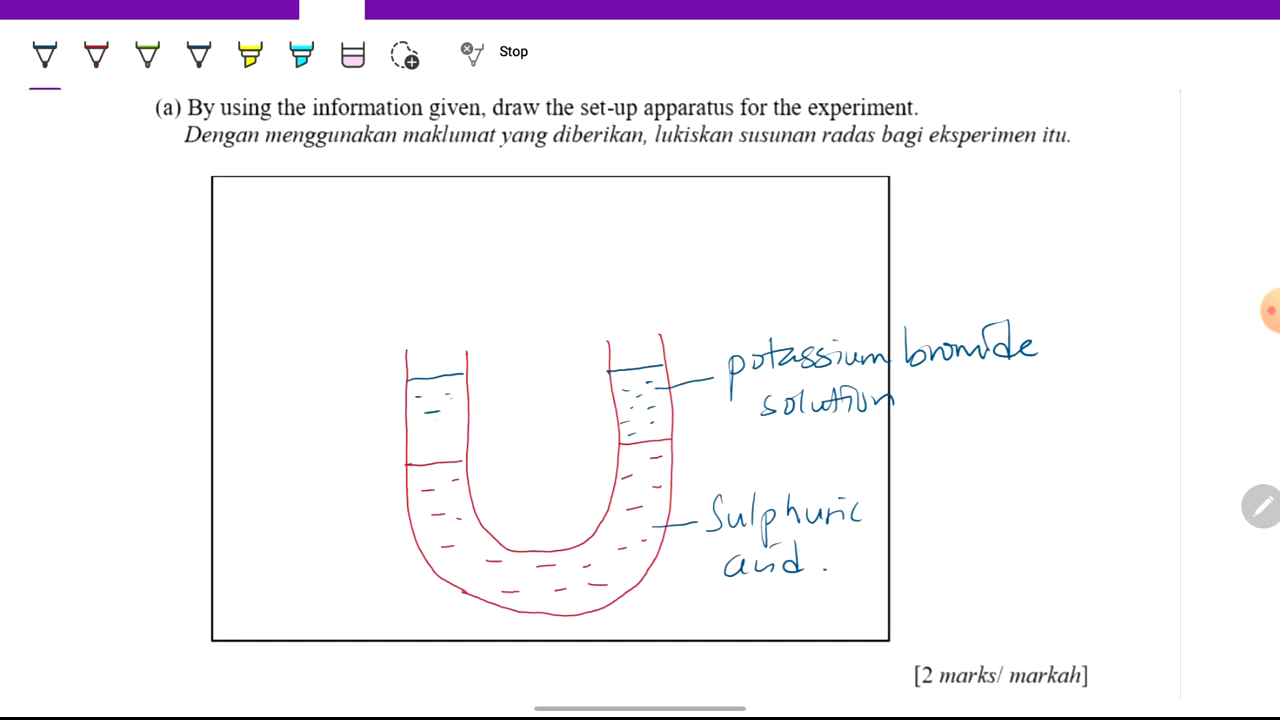 Stop
(a) By using the information given, draw the set-up apparatus for the experiment.
Dengan menggunakan maklumat yang diberikan, lukiskan susunan radas bagi eksperimen itu.
potassium bromide
solution
Sulphuric
acid.
[2 marks/ markah]